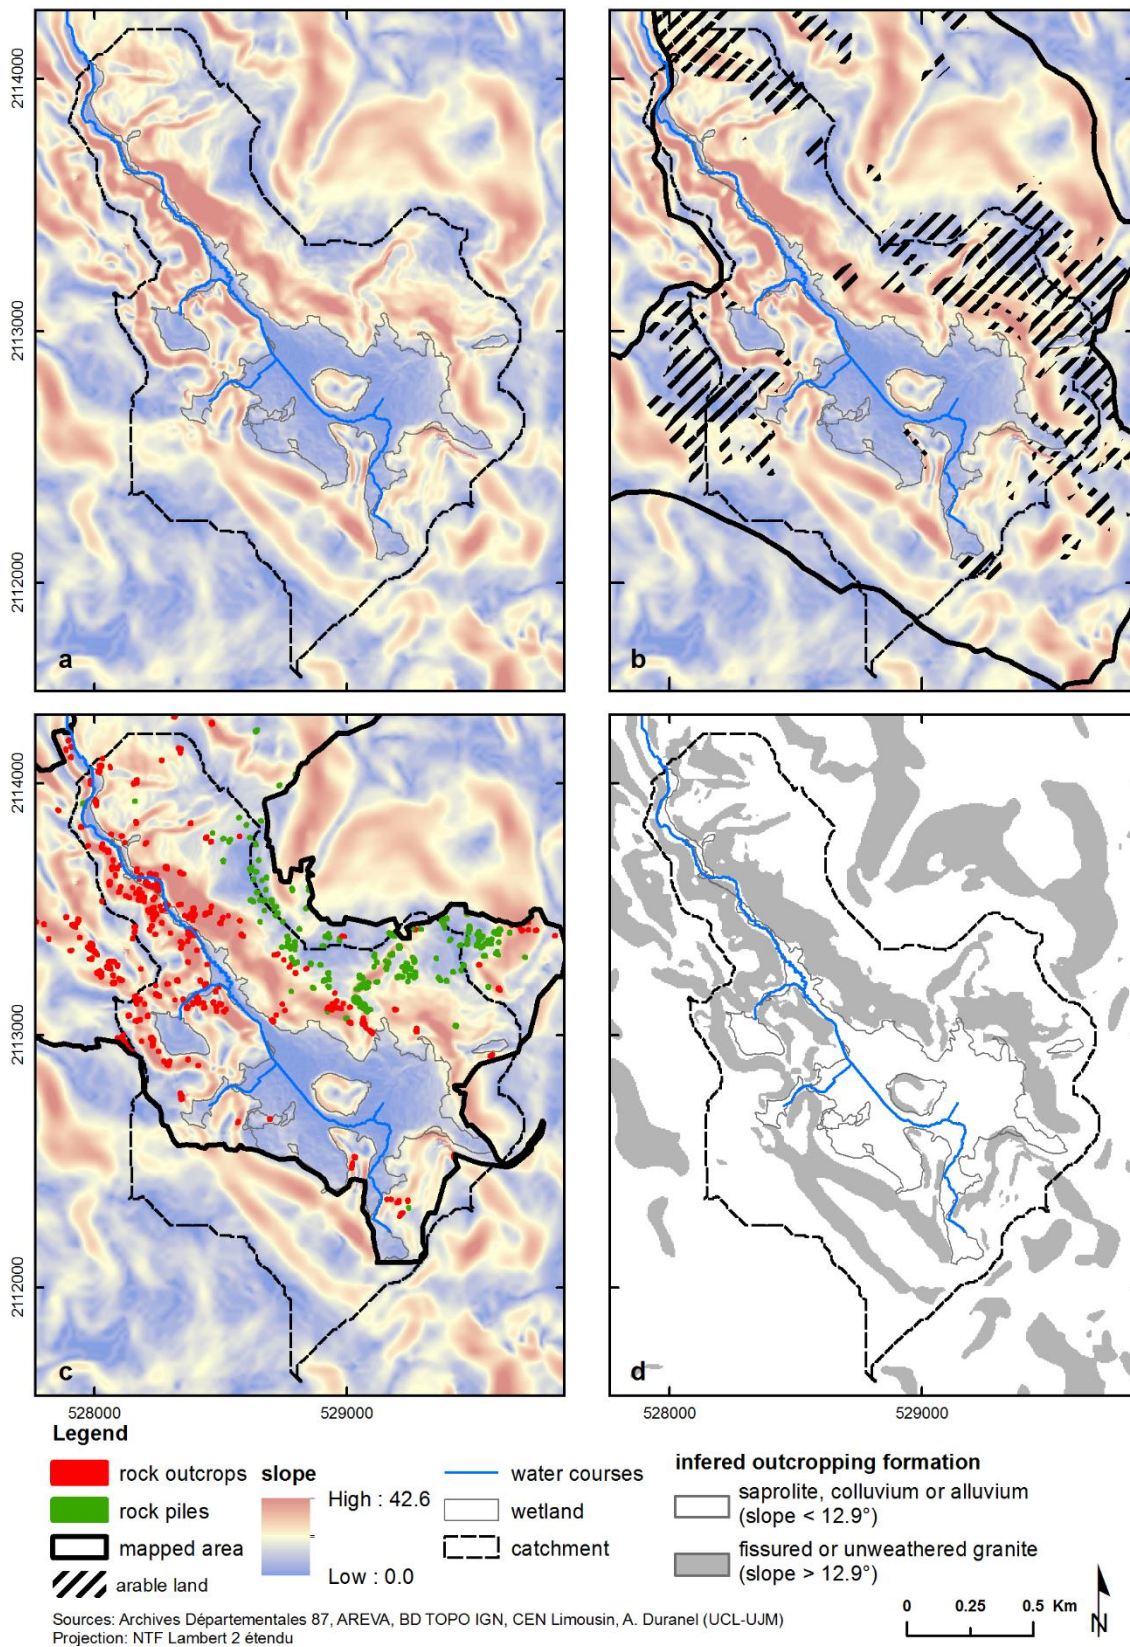 2114000
2113000
2112000
a
b
2114000
2113000
2112000
c
d
528000
529000
528000
529000
Legend
rock outcrops
rock piles
mapped area
arable land
slope
High : 42.6
Low : 0.0
water courses
wetland
catchment
infered outcropping formation
saprolite, colluvium or alluvium
(slope < 12.9°)
fissured or unweathered granite
(slope > 12.9°)
Sources: Archives Départementales 87, AREVA, BD TOPO IGN, CEN Limousin, A. Duranel (UCL-UJM)
Projection: NTF Lambert 2 étendu
0 0.25 0.5 Km
N